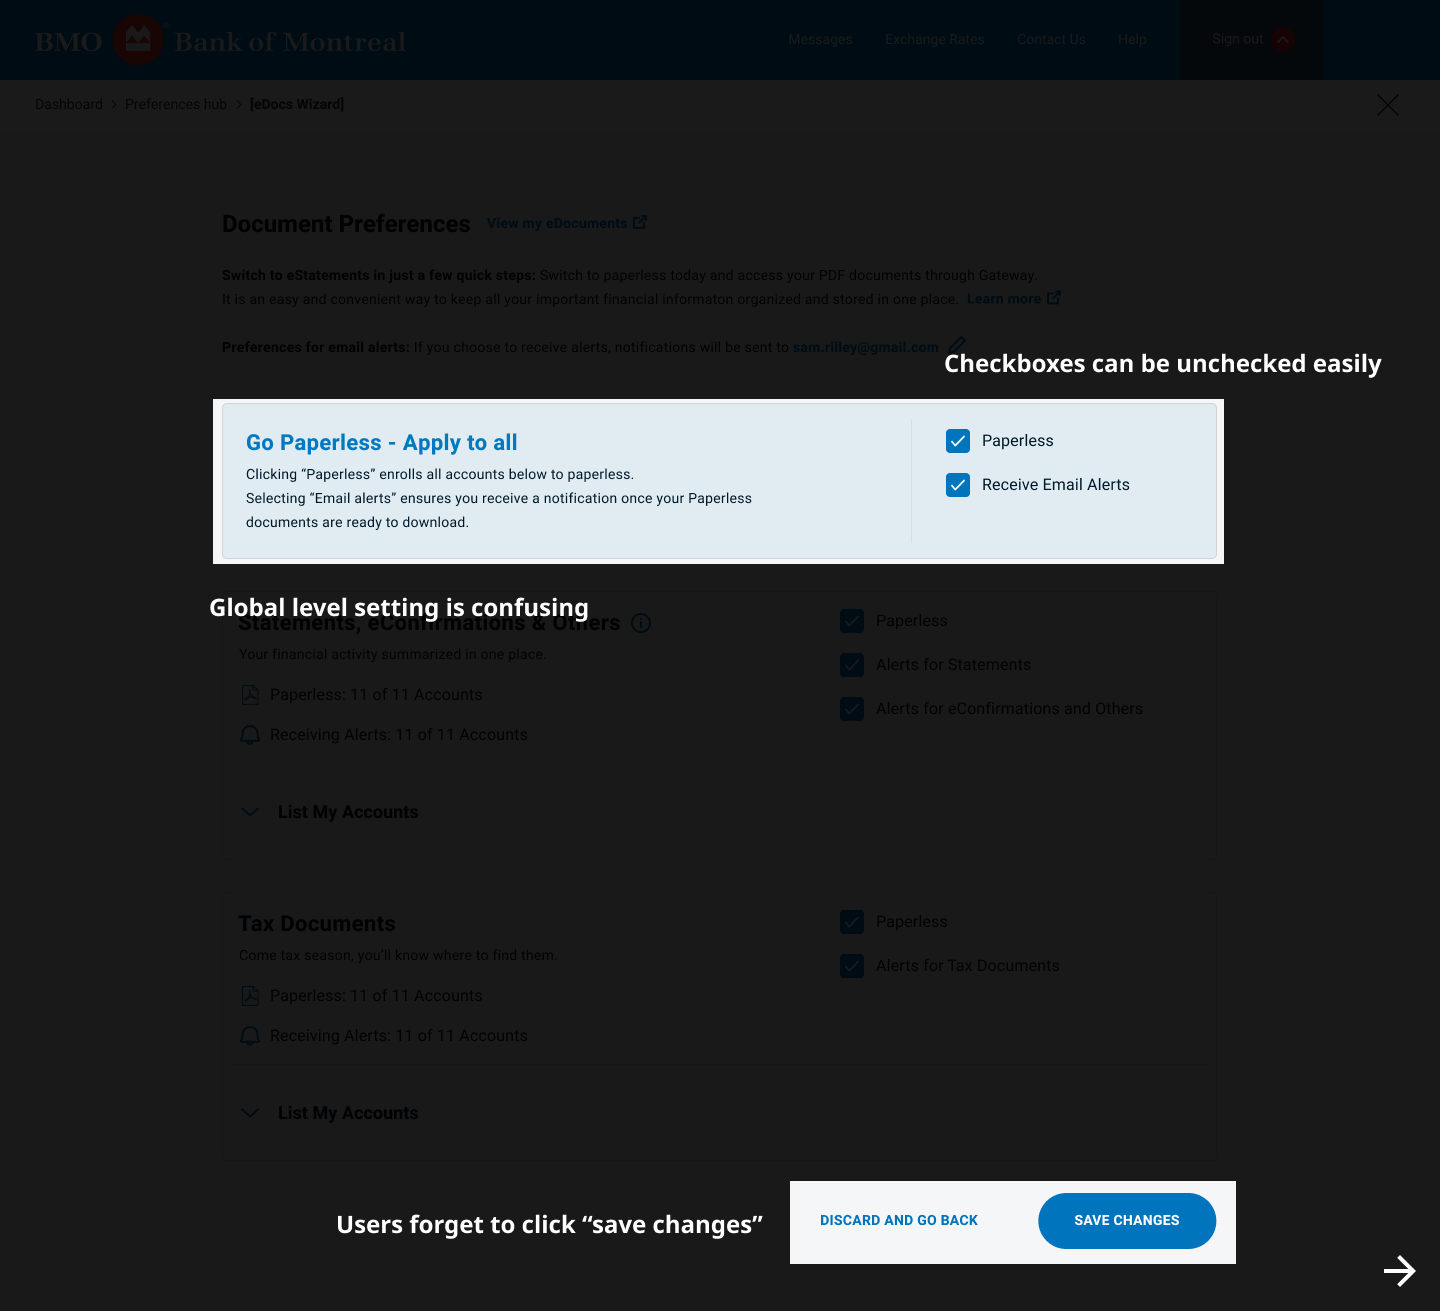 BMO Bank of Montreal
Messages Exchange Rates Contact Us Help Sign out
Dashboard > Preferences hub > [eDocs Wizard]
Document Preferences View my eDocuments
Switch to eStatements in just a few quick steps: Switch to paperless today and access your PDF documents through Gateway.
It is an easy and convenient way to keep all your important financial informaton organized and stored in one place. Learn more
Preferences for email alerts: If you choose to receive alerts, notifications will be sent to sam.rilley@gmail.com
Checkboxes can be unchecked easily
Go Paperless - Apply to all
Clicking “Paperless” enrolls all accounts below to paperless.
Selecting “Email alerts” ensures you receive a notification once your Paperless
documents are ready to download.
Paperless
Receive Email Alerts
Global level setting is confusing
Statements, eConfirmations & Others
Your financial activity summarized in one place.
Paperless: 11 of 11 Accounts
Receiving Alerts: 11 of 11 Accounts
Paperless
Alerts for Statements
Alerts for eConfirmations and Others
List My Accounts
Tax Documents
Come tax season, you’ll know where to find them.
Paperless: 11 of 11 Accounts
Receiving Alerts: 11 of 11 Accounts
Paperless
Alerts for Tax Documents
List My Accounts
Users forget to click “save changes”
DISCARD AND GO BACK
SAVE CHANGES